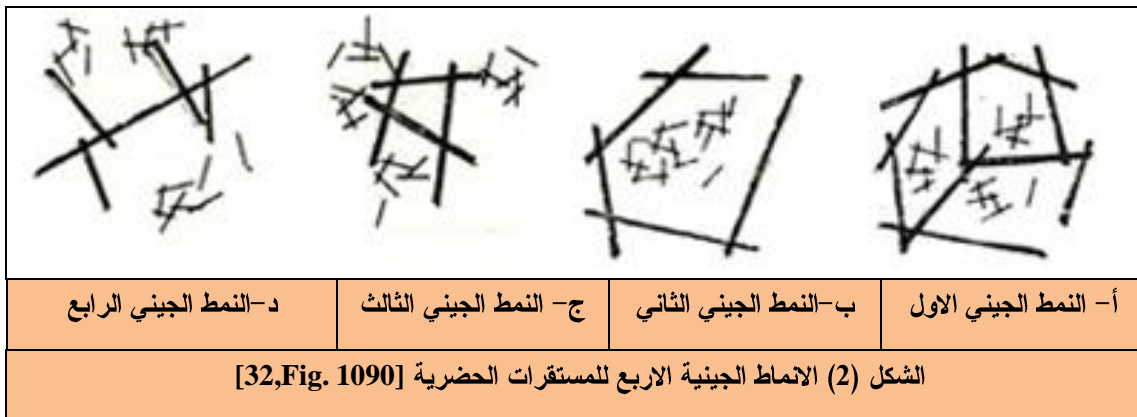 أ- النمط الجيني الاول
ب-النمط الجيني الثاني
ج- النمط الجيني الثالث
د-النمط الجيني الرابع
الشكل (2) الانماط الجينية الاربع للمستقرات الحضرية [32,Fig. 1090]